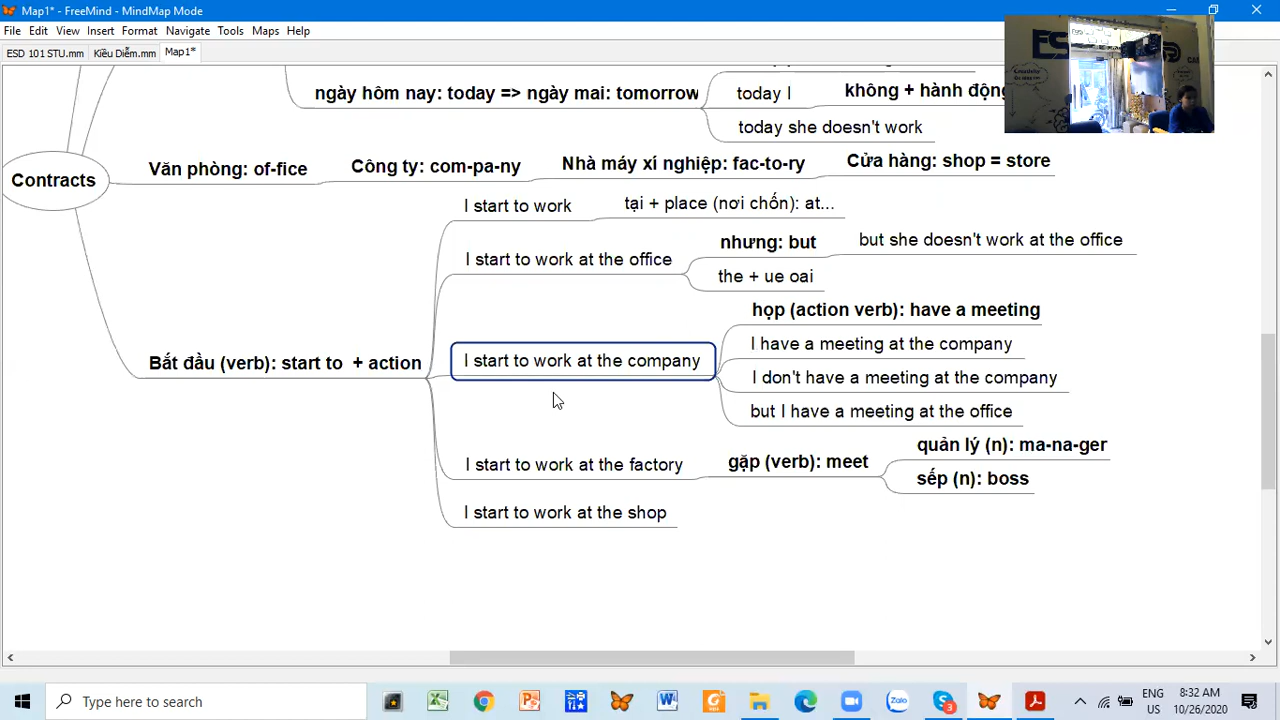 Map1* - FreeMind - MindMap Mode
File Edit View Insert Format Navigate Tools Maps Help
ESD 101 STU.mm Kiều Diễm.mm Map1*
ngày hôm nay: today => ngày mai: tomorrow
today I
không + hành động
today she doesn't work
Contracts
Văn phòng: of-fice
Công ty: com-pa-ny
Nhà máy xí nghiệp: fac-to-ry
Cửa hàng: shop = store
I start to work
tại + place (nơi chốn): at...
I start to work at the office
nhưng: but
but she doesn't work at the office
the + ue oai
Bắt đầu (verb): start to + action
I start to work at the company
họp (action verb): have a meeting
I have a meeting at the company
I don't have a meeting at the company
but I have a meeting at the office
I start to work at the factory
gặp (verb): meet
quản lý (n): ma-na-ger
sếp (n): boss
I start to work at the shop
Type here to search
Zalo
3
ENG
US
8:32 AM
10/26/2020